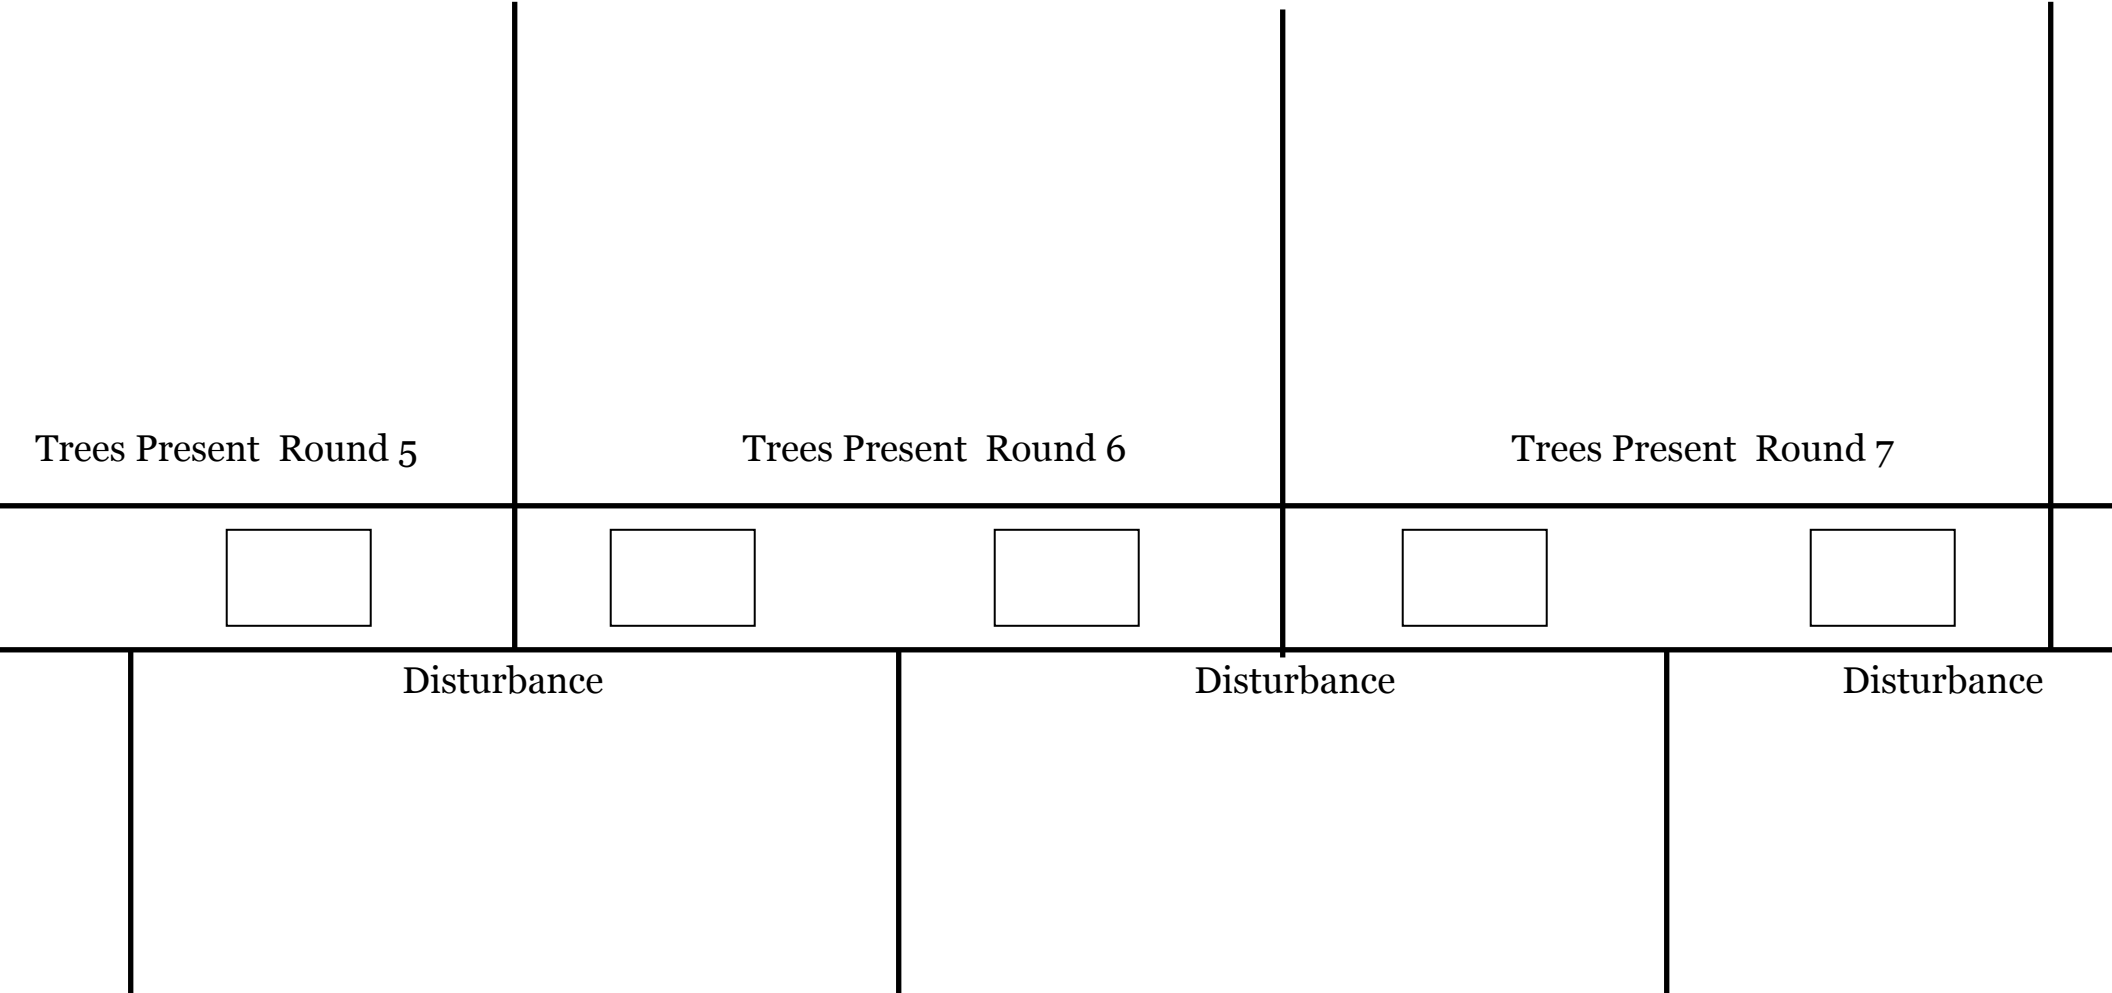 Trees Present  Round 5
Trees Present  Round 6
Trees Present  Round 7
Disturbance
Disturbance
Disturbance